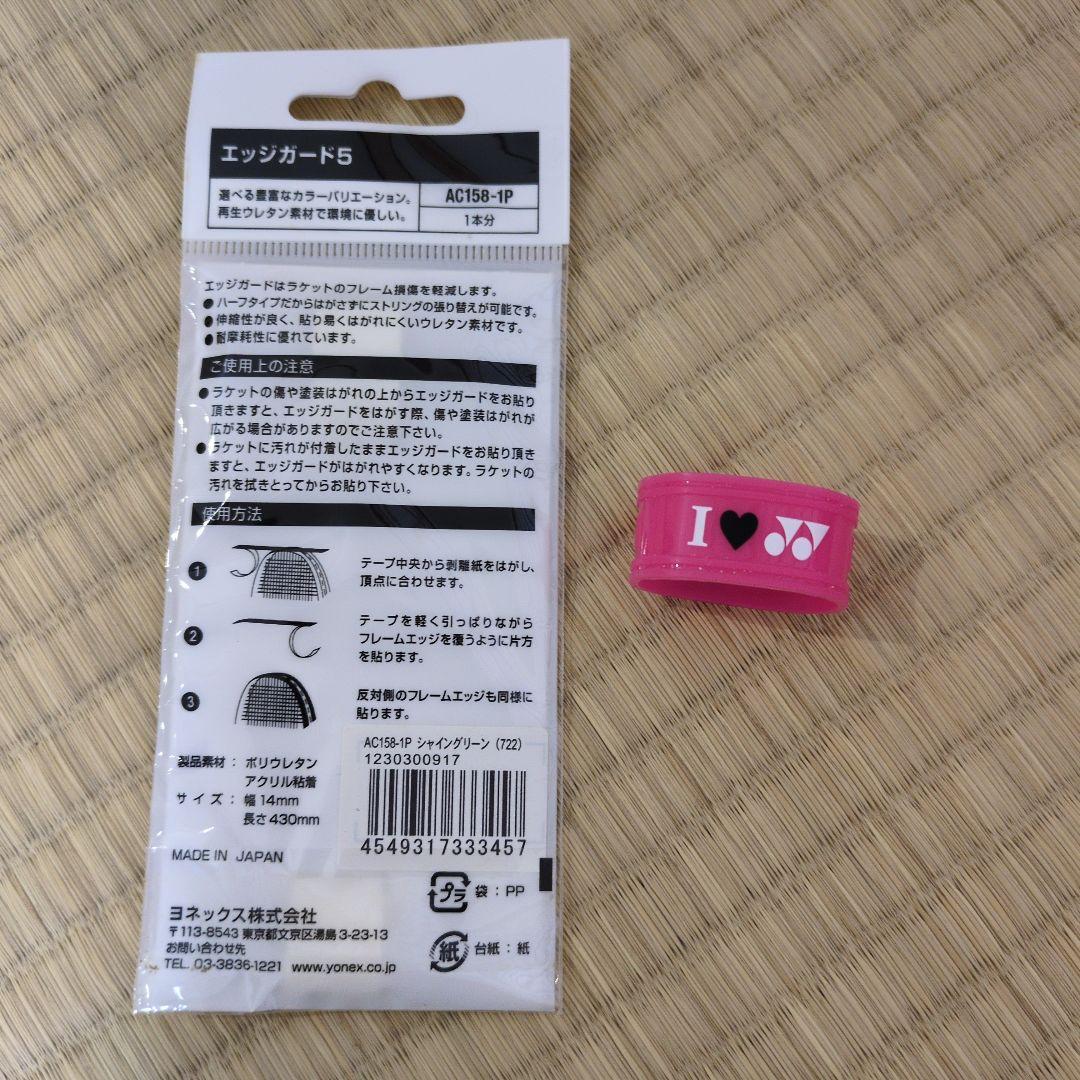 エッジガード5
選べる豊富なカラーバリエーション。
再生ウレタン素材で環境に優しい。
AC158-1P
1本分
エッジガードはラケットのフレーム損傷を軽減します。
●ハーフタイプだからはがさずにストリングの張り替えが可能です。
●伸縮性が良く、貼り易くはがれにくいウレタン素材です。
●耐摩耗性に優れています。
ご使用上の注意
●ラケットの傷や塗装はがれの上からエッジガードをお貼り
頂きますと、エッジガードをはがす際、傷や塗装はがれが
広がる場合がありますのでご注意下さい。
●ラケットに汚れが付着したままエッジガードをお貼り頂き
ますと、エッジガードがはがれやすくなります。ラケットの
汚れを拭きとってからお貼り下さい。
使用方法
1
テープ中央から剥離紙をはがし、
頂点に合わせます。
2
テープを軽く引っぱりながら
フレームエッジを覆うように片方
を貼ります。
3
反対側のフレームエッジも同様に
貼ります。
製品素材：ポリウレタン
アクリル粘着
サイズ：幅14mm
長さ430mm
MADE IN JAPAN
AC158-1P シャイングリーン（722）
1230300917
4549317333457
プラ 袋：PP
紙 台紙：紙
ヨネックス株式会社
〒113-8543 東京都文京区湯島3-23-13
お問い合わせ先
TEL. 03-3836-1221 www.yonex.co.jp
I ♥